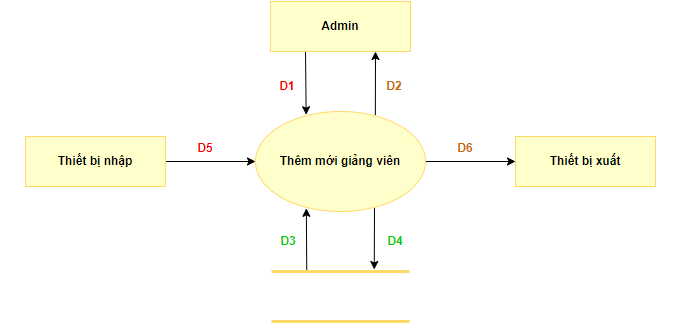 Admin
D1
D2
Thiết bị nhập
D5
Thêm mới giảng viên
D6
Thiết bị xuất
D3
D4